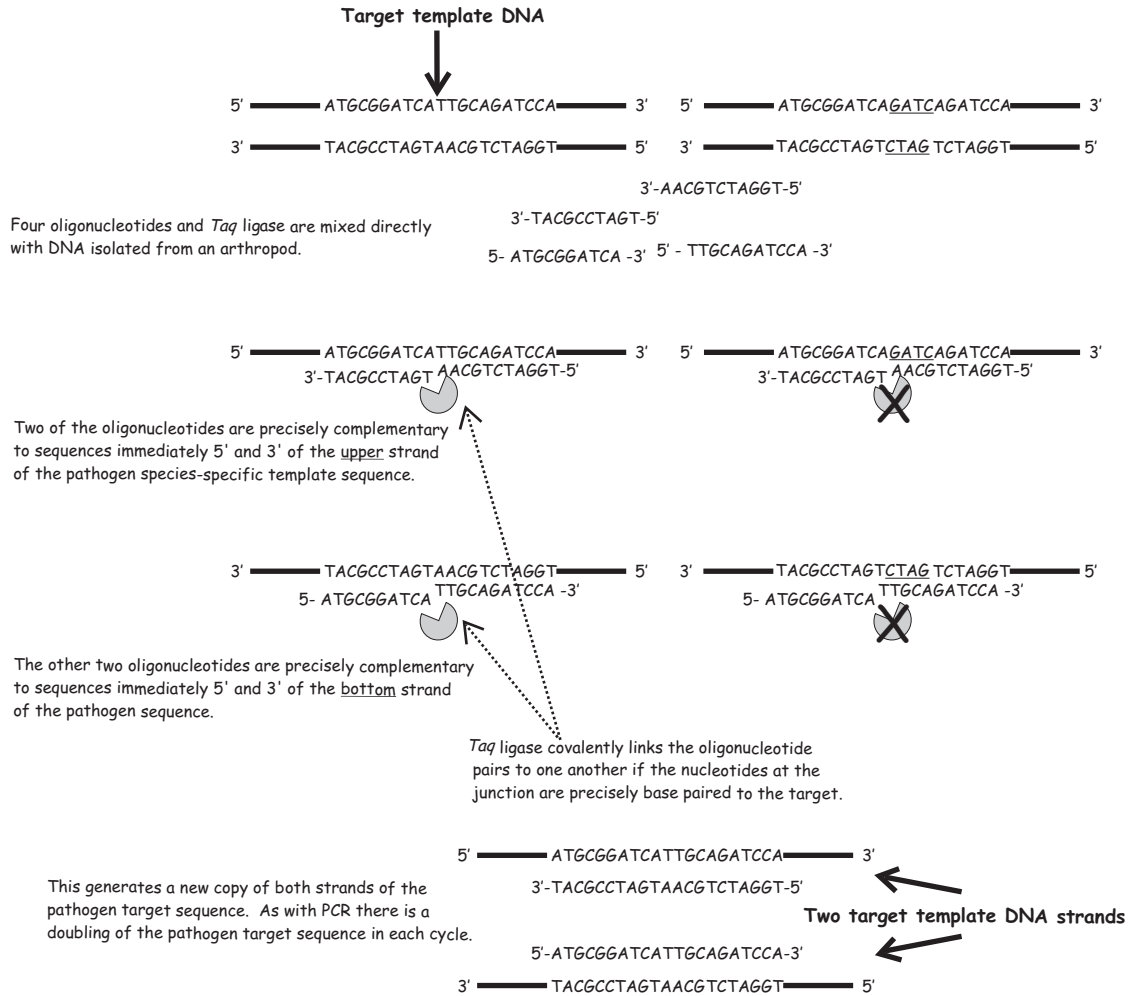 Target template DNA
5' ATGCGGATCATTGCAGATCCA 3' 5' ATGCGGATCAGATCAGATCCA 3'
3' TACGCCTAGTAACGTCTAGGT 5' 3' TACGCCTAGTCTAG TCTAGGT 5'
3'-AACGTCTAGGT-5'
3'-TACGCCTAGT-5'
5- ATGCGGATCA -3' 5' - TTGCAGATCCA -3'
Four oligonucleotides and Taq ligase are mixed directly
with DNA isolated from an arthropod.
5' ATGCGGATCATTGCAGATCCA 3' 5' ATGCGGATCAGATCAGATCCA 3'
3'-TACGCCTAGT AACGTCTAGGT-5' 3'-TACGCCTAGT AACGTCTAGGT-5'
Two of the oligonucleotides are precisely complementary
to sequences immediately 5' and 3' of the upper strand
of the pathogen species-specific template sequence.
3' TACGCCTAGTAACGTCTAGGT 5' 3' TACGCCTAGTCTAG TCTAGGT 5'
5- ATGCGGATCA TTGCAGATCCA -3' 5- ATGCGGATCA TTGCAGATCCA -3'
The other two oligonucleotides are precisely complementary
to sequences immediately 5' and 3' of the bottom strand
of the pathogen sequence.
Taq ligase covalently links the oligonucleotide
pairs to one another if the nucleotides at the
junction are precisely base paired to the target.
5' ATGCGGATCATTGCAGATCCA 3'
3'-TACGCCTAGTAACGTCTAGGT-5'
This generates a new copy of both strands of the
pathogen target sequence. As with PCR there is a
doubling of the pathogen target sequence in each cycle.
Two target template DNA strands
5'-ATGCGGATCATTGCAGATCCA-3'
3' TACGCCTAGTAACGTCTAGGT 5'